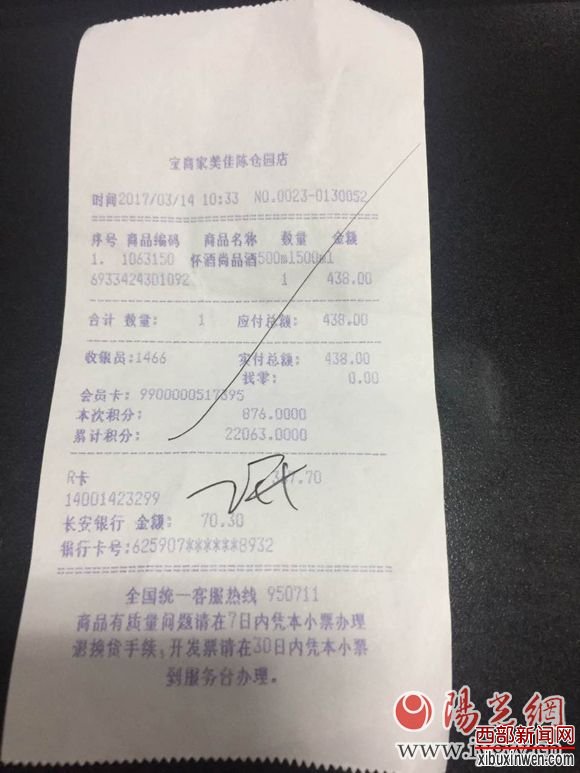 宝商家美佳陈仓园店
时间2017/03/14 10:33 NO.0023-0130052
序号 商品编码 商品名称 数量 金额
1. 1063150 怀酒尚品酒500ml500ml
6933424301092 1 438.00
合计 数量: 1 应付总额: 438.00
收银员:1466 实付总额: 438.00
找零: 0.00
会员卡: 9900000517395
本次积分: 876.0000
累计积分: 22063.0000
R卡 .70
14001423299
长安银行 金额: 70.30
银行卡号:625907******8932
全国统一客服热线 950711
商品有质量问题请在7日内凭本小票办理
退换货手续,开发票请在30日内凭本小票
到服务台办理。
陽光網
西部新闻网
xibuxinwen.com